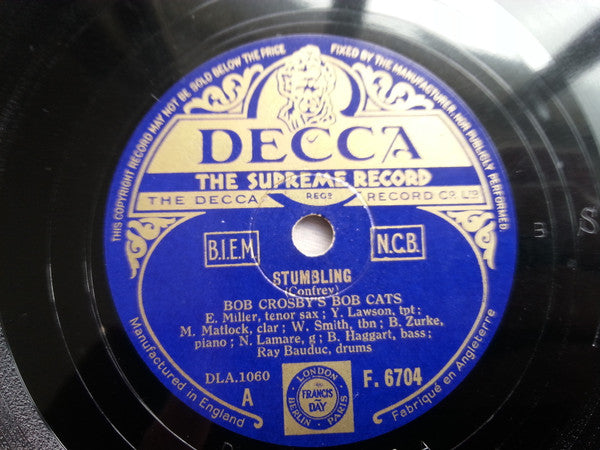 THIS COPYRIGHT RECORD MAY NOT BE SOLD BELOW THE PRICE FIXED BY THE MANUFACTURER. NOR PUBLICLY PERFORMED.
DECCA
THE SUPREME RECORD
THE DECCA REGD RECORD CO. LTD
B.I.E.M N.C.B.
STUMBLING
(Confrey)
BOB CROSBY'S BOB CATS
E. Miller, tenor sax; Y. Lawson, tpt;
M. Matlock, clar; W. Smith, tbn; B. Zurke,
piano; N. Lamare, g; B. Haggart, bass;
Ray Bauduc, drums
DLA.1060
A
F. 6704
LONDON
FRANCIS
DAY
BERLIN PARIS
Manufactured in England
Fabriqué en Angleterre